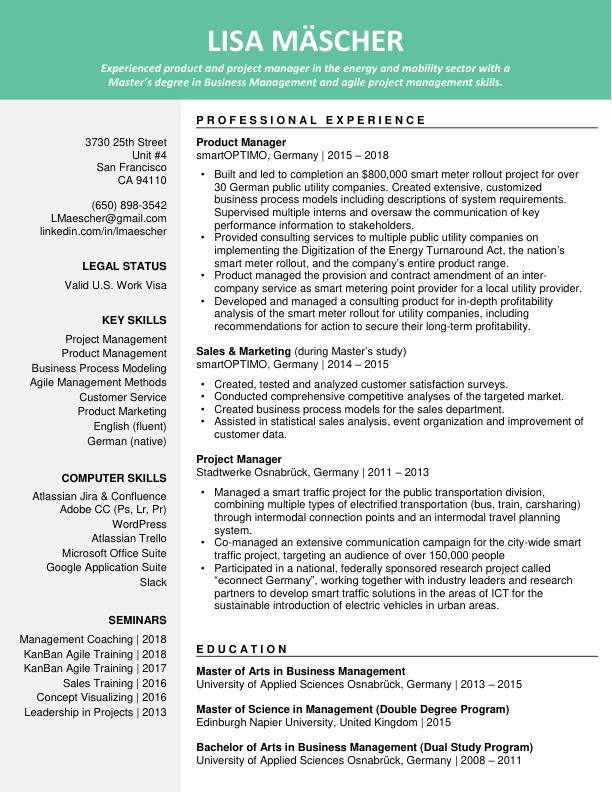 LISA MÄSCHER
Experienced product and project manager in the energy and mobility sector with a
Master's degree in Business Management and agile project management skills.
3730 25th Street
Unit #4
San Francisco
CA 94110
(650) 898-3542
LMaescher@gmail.com
linkedin.com/in/lmaescher
LEGAL STATUS
Valid U.S. Work Visa
KEY SKILLS
Project Management
Product Management
Business Process Modeling
Agile Management Methods
Customer Service
Product Marketing
English (fluent)
German (native)
COMPUTER SKILLS
Atlassian Jira & Confluence
Adobe CC (Ps, Lr, Pr)
WordPress
Atlassian Trello
Microsoft Office Suite
Google Application Suite
Slack
SEMINARS
Management Coaching | 2018
KanBan Agile Training | 2018
KanBan Agile Training | 2017
Sales Training | 2016
Concept Visualizing | 2016
Leadership in Projects | 2013
PROFESSIONAL EXPERIENCE
Product Manager
smartOPTIMO, Germany | 2015 – 2018
• Built and led to completion an $800,000 smart meter rollout project for over
30 German public utility companies. Created extensive, customized
business process models including descriptions of system requirements.
Supervised multiple interns and oversaw the communication of key
performance information to stakeholders.
• Provided consulting services to multiple public utility companies on
implementing the Digitization of the Energy Turnaround Act, the nation's
smart meter rollout, and the company's entire product range.
• Product managed the provision and contract amendment of an inter-
company service as smart metering point provider for a local utility provider.
• Developed and managed a consulting product for in-depth profitability
analysis of the smart meter rollout for utility companies, including
recommendations for action to secure their long-term profitability.
Sales & Marketing (during Master's study)
smartOPTIMO, Germany | 2014 – 2015
• Created, tested and analyzed customer satisfaction surveys.
• Conducted comprehensive competitive analyses of the targeted market.
• Created business process models for the sales department.
• Assisted in statistical sales analysis, event organization and improvement of
customer data.
Project Manager
Stadtwerke Osnabrück, Germany | 2011 – 2013
• Managed a smart traffic project for the public transportation division,
combining multiple types of electrified transportation (bus, train, carsharing)
through intermodal connection points and an intermodal travel planning
system.
• Co-managed an extensive communication campaign for the city-wide smart
traffic project, targeting an audience of over 150,000 people
• Participated in a national, federally sponsored research project called
“econnect Germany”, working together with industry leaders and research
partners to develop smart traffic solutions in the areas of ICT for the
sustainable introduction of electric vehicles in urban areas.
EDUCATION
Master of Arts in Business Management
University of Applied Sciences Osnabrück, Germany | 2013 – 2015
Master of Science in Management (Double Degree Program)
Edinburgh Napier University, United Kingdom | 2015
Bachelor of Arts in Business Management (Dual Study Program)
University of Applied Sciences Osnabrück, Germany | 2008 – 2011